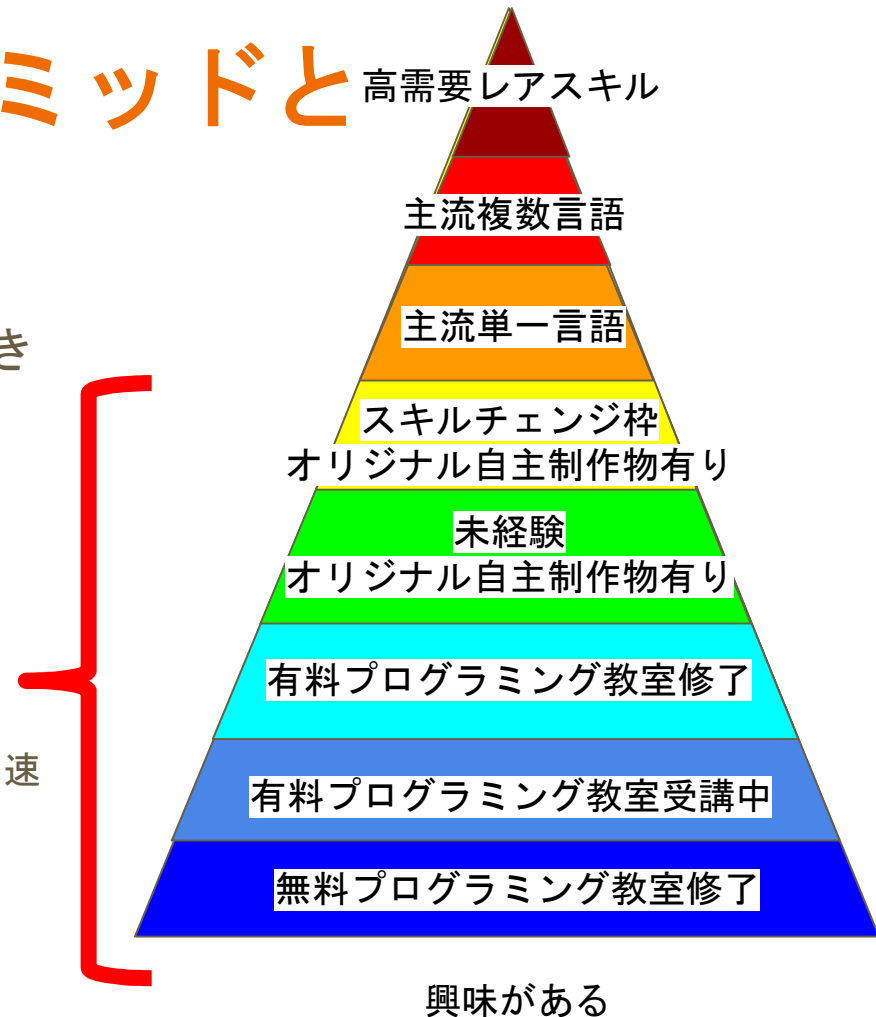 ミッドと
高需要レアスキル
主流複数言語
き
主流単一言語
スキルチェンジ枠
オリジナル自主制作物有り
未経験
オリジナル自主制作物有り
有料プログラミング教室修了
速
有料プログラミング教室受講中
無料プログラミング教室修了
興味がある